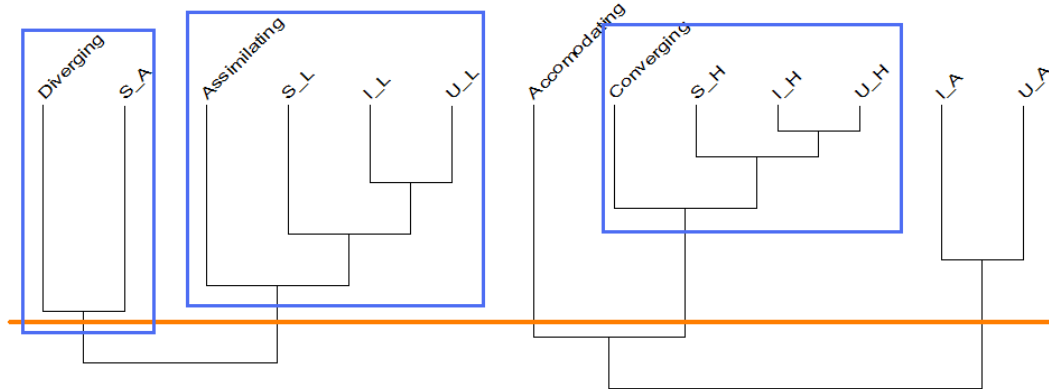 Diverging
S_A
Assimilating
S_L
I_L
U_L
Accomodating
Converging
S_H
I_H
U_H
I_A
U_A